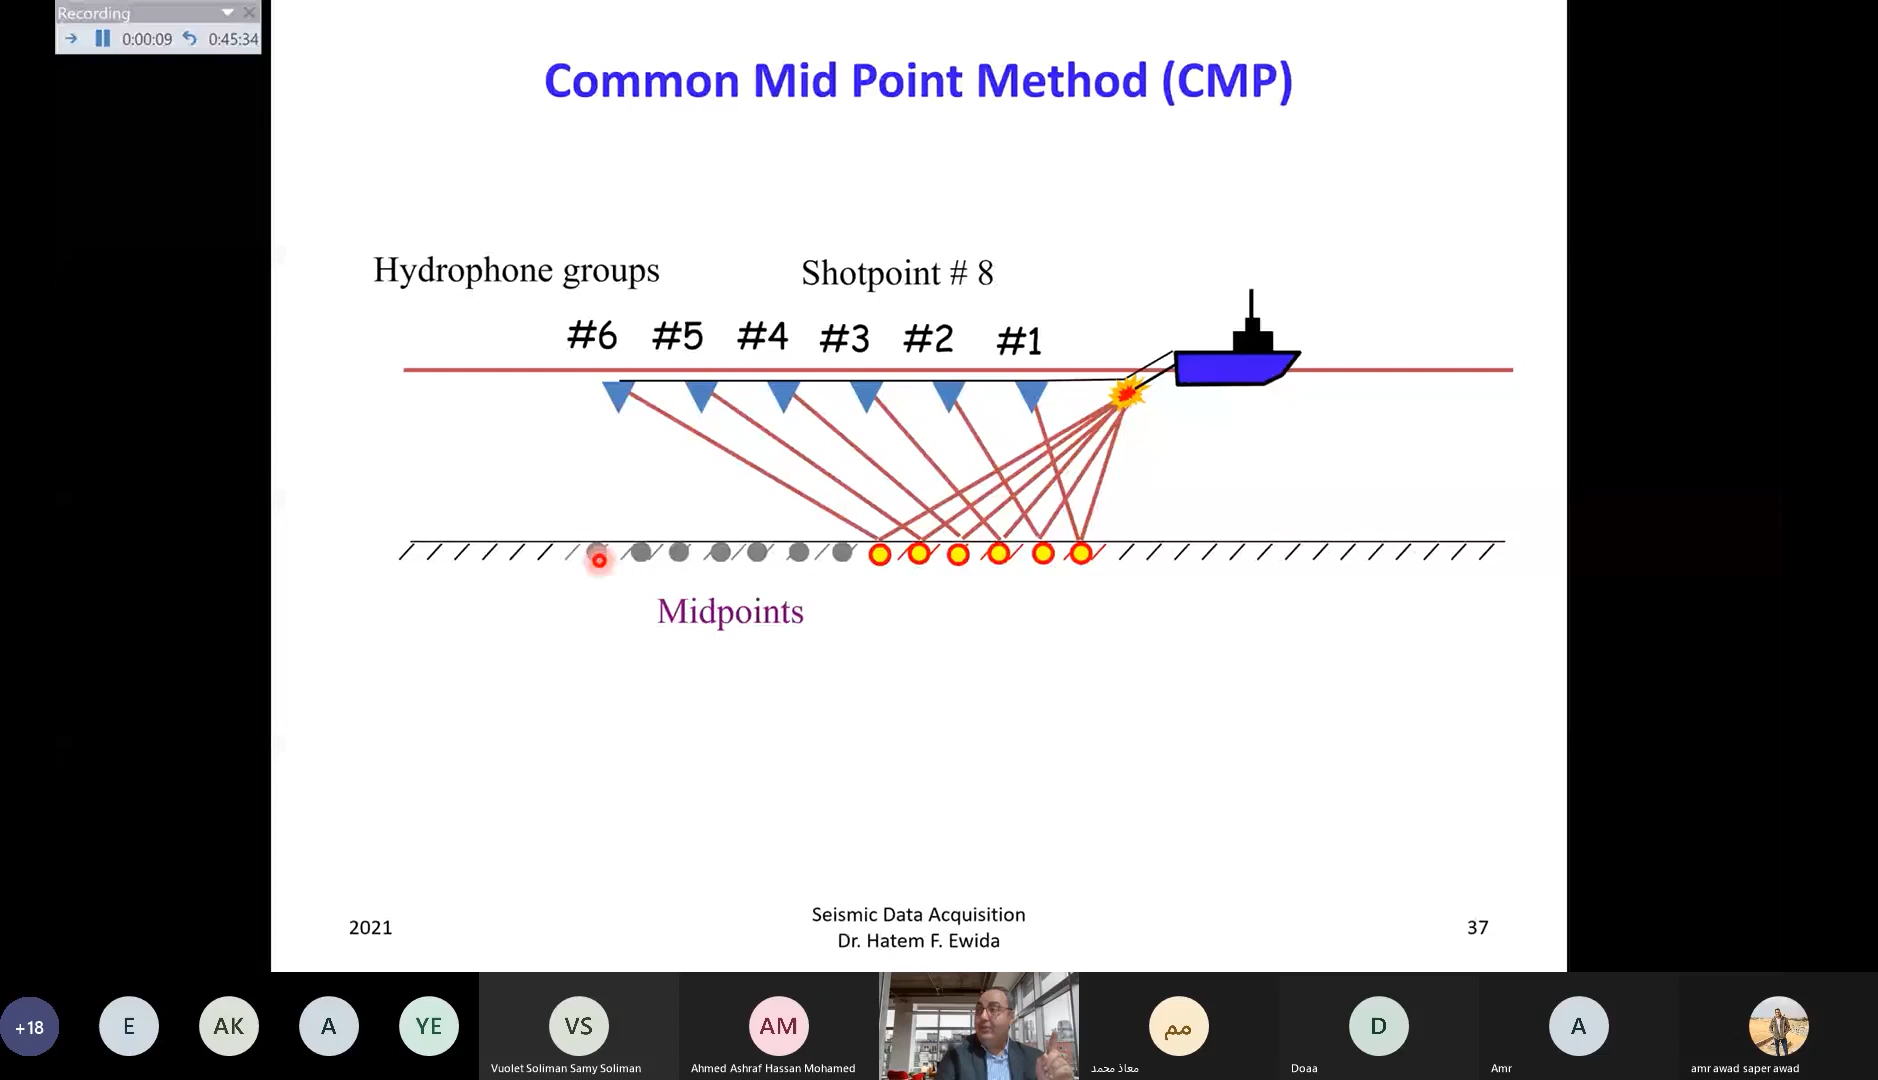 Recording
0:00:09 0:45:34
Common Mid Point Method (CMP)
Hydrophone groups
Shotpoint # 8
#6 #5 #4 #3 #2 #1
Midpoints
2021
Seismic Data Acquisition
Dr. Hatem F. Ewida
37
+18
E
AK
A
YE
VS
AM
مم
D
A
Vuolet Soliman Samy Soliman
Ahmed Ashraf Hassan Mohamed
معاذ محمد
Doaa
Amr
amr awad saper awad